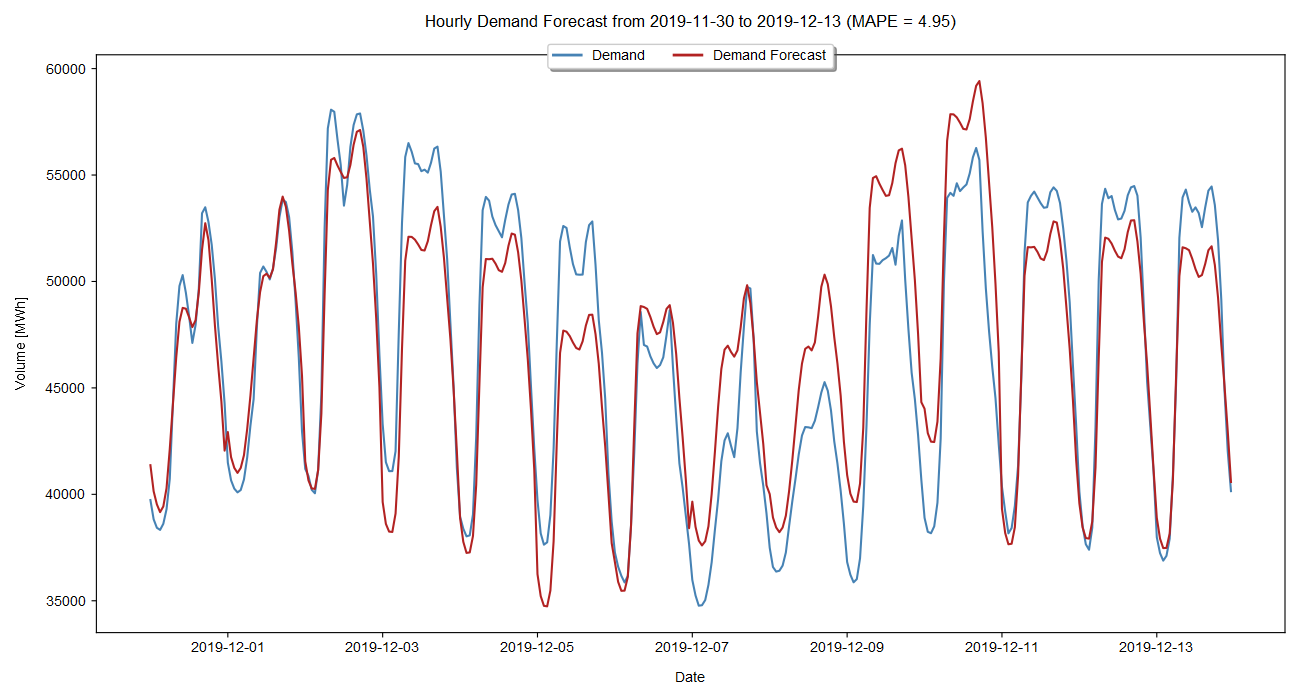 Hourly Demand Forecast from 2019-11-30 to 2019-12-13 (MAPE = 4.95)
Demand
Demand Forecast
60000
55000
50000
45000
40000
35000
Volume [MWh]
2019-12-01
2019-12-03
2019-12-05
2019-12-07
2019-12-09
2019-12-11
2019-12-13
Date